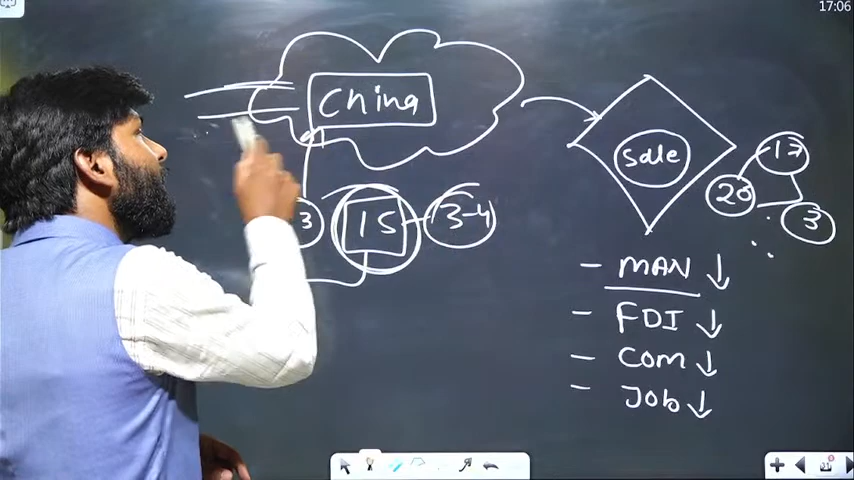 17:06
China
sale
17
20
3
3
15
3-4
- MAN ↓
- FDI ↓
- Com ↓
- Job ↓